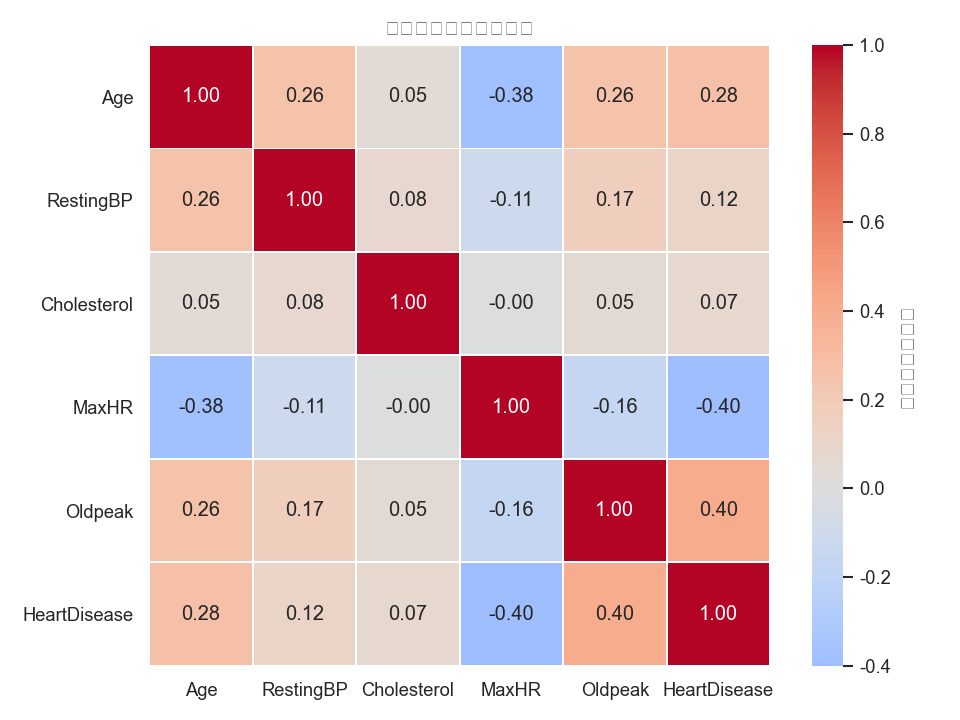 Age 1.00 0.26 0.05 -0.38 0.26 0.28
RestingBP 0.26 1.00 0.08 -0.11 0.17 0.12
Cholesterol 0.05 0.08 1.00 -0.00 0.05 0.07
MaxHR -0.38 -0.11 -0.00 1.00 -0.16 -0.40
Oldpeak 0.26 0.17 0.05 -0.16 1.00 0.40
HeartDisease 0.28 0.12 0.07 -0.40 0.40 1.00
Age RestingBP Cholesterol MaxHR Oldpeak HeartDisease
1.0
0.8
0.6
0.4
0.2
0.0
-0.2
-0.4